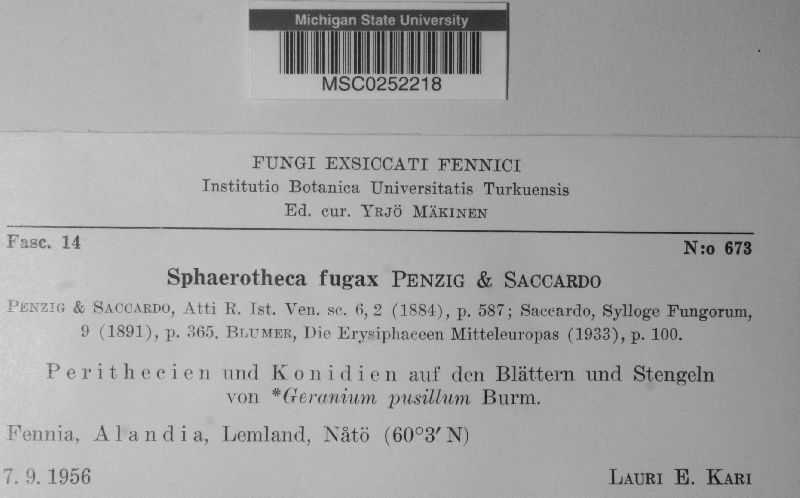 Michigan State University
MSC0252218
FUNGI EXSICCATI FENNICI
Institutio Botanica Universitatis Turkuensis
Ed. cur. YRJÖ MÄKINEN
Fasc. 14 N:o 673
Sphaerotheca fugax PENZIG & SACCARDO
PENZIG & SACCARDO, Atti R. Ist. Ven. sc. 6, 2 (1884), p. 587; Saccardo, Sylloge Fungorum,
9 (1891), p. 365. BLUMER, Die Erysiphaceen Mitteleuropas (1933), p. 100.
Perithecien und Konidien auf den Blättern und Stengeln
von *Geranium pusillum Burm.
Fennia, Alandia, Lemland, Nåtö (60°3′ N)
7. 9. 1956 LAURI E. KARI